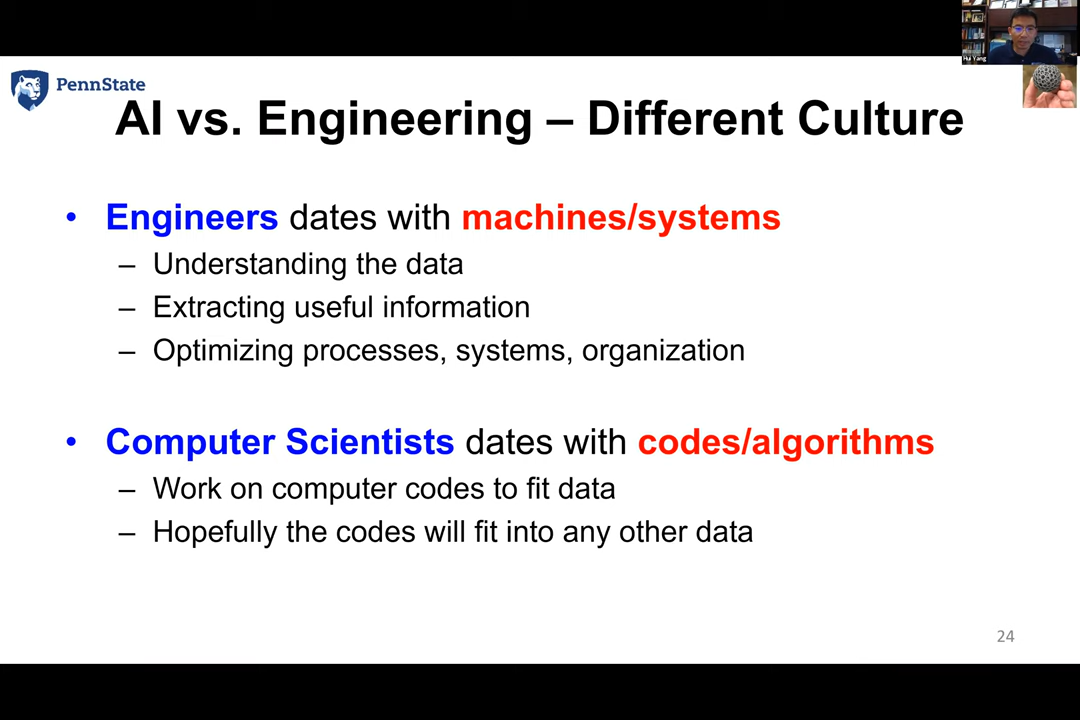 Hui Yang
PennState
AI vs. Engineering – Different Culture
• Engineers dates with machines/systems
– Understanding the data
– Extracting useful information
– Optimizing processes, systems, organization
• Computer Scientists dates with codes/algorithms
– Work on computer codes to fit data
– Hopefully the codes will fit into any other data
24